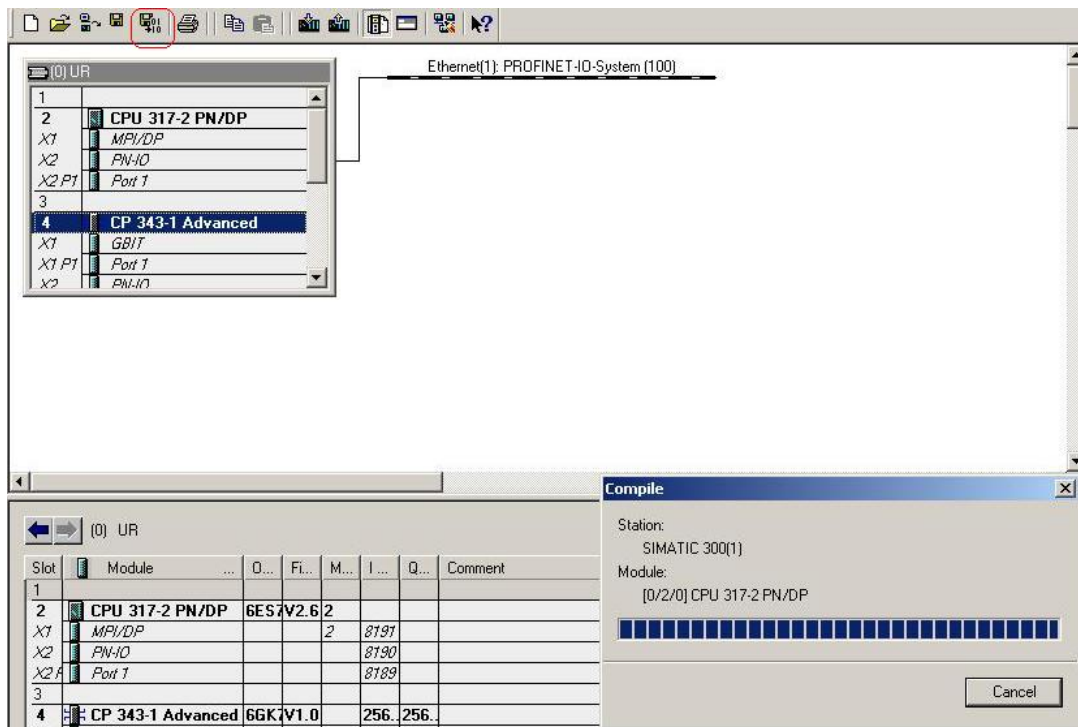 (0) UR
1
2 CPU 317-2 PN/DP
X1 MPI/DP
X2 PN-IO
X2 P1 Port 1
3
4 CP 343-1 Advanced
X1 GBIT
X1 P1 Port 1
X2 PN-IO
Ethernet(1): PROFINET-IO-System (100)
(0) UR
Slot Module ... O... Fi... M... I ... Q... Comment
1
2 CPU 317-2 PN/DP 6ES7 V2.6 2
X1 MPI/DP 2 8191
X2 PN-IO 8190
X2 P Port 1 8189
3
4 CP 343-1 Advanced 6GK7 V1.0 256.. 256..
Compile
Station:
SIMATIC 300(1)
Module:
[0/2/0] CPU 317-2 PN/DP
Cancel